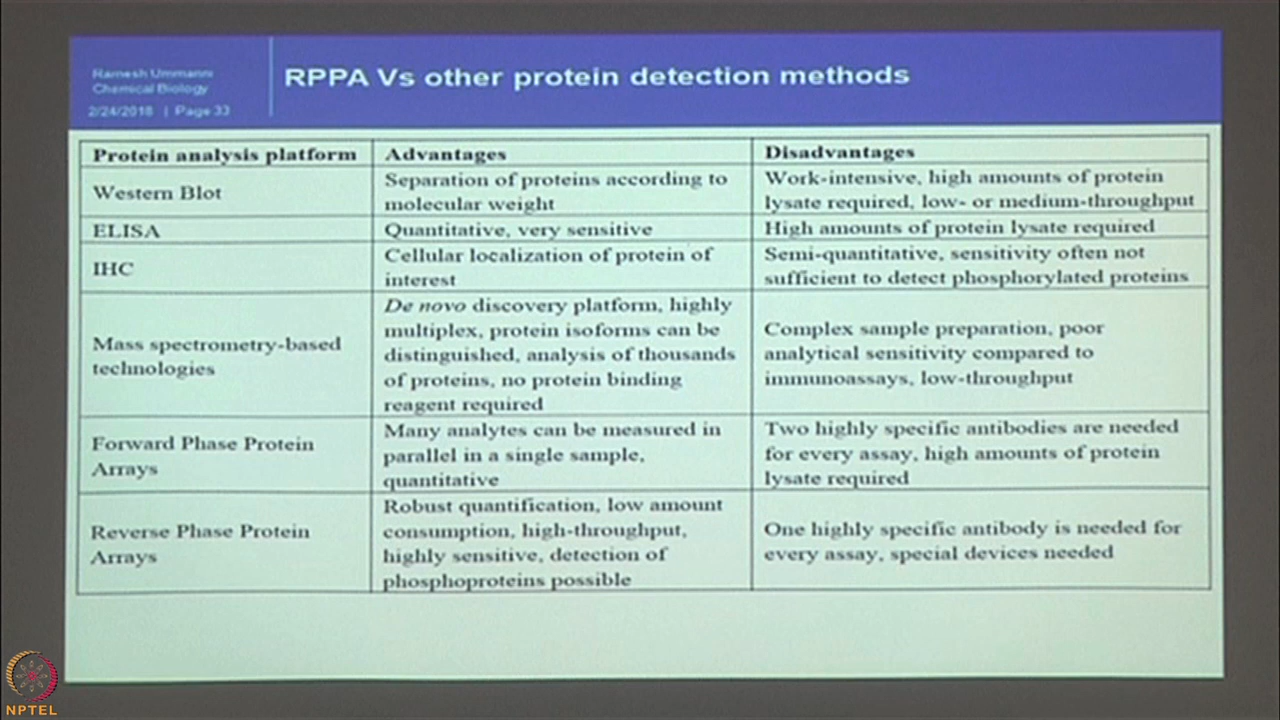 Ramesh Ummanni
Chemical Biology
2/24/2018 | Page 33
RPPA Vs other protein detection methods
Protein analysis platform
Advantages
Disadvantages
Western Blot
Separation of proteins according to
molecular weight
Work-intensive, high amounts of protein
lysate required, low- or medium-throughput
ELISA
Quantitative, very sensitive
High amounts of protein lysate required
IHC
Cellular localization of protein of
interest
Semi-quantitative, sensitivity often not
sufficient to detect phosphorylated proteins
Mass spectrometry-based
technologies
De novo discovery platform, highly
multiplex, protein isoforms can be
distinguished, analysis of thousands
of proteins, no protein binding
reagent required
Complex sample preparation, poor
analytical sensitivity compared to
immunoassays, low-throughput
Forward Phase Protein
Arrays
Many analytes can be measured in
parallel in a single sample,
quantitative
Two highly specific antibodies are needed
for every assay, high amounts of protein
lysate required
Reverse Phase Protein
Arrays
Robust quantification, low amount
consumption, high-throughput,
highly sensitive, detection of
phosphoproteins possible
One highly specific antibody is needed for
every assay, special devices needed
NPTEL